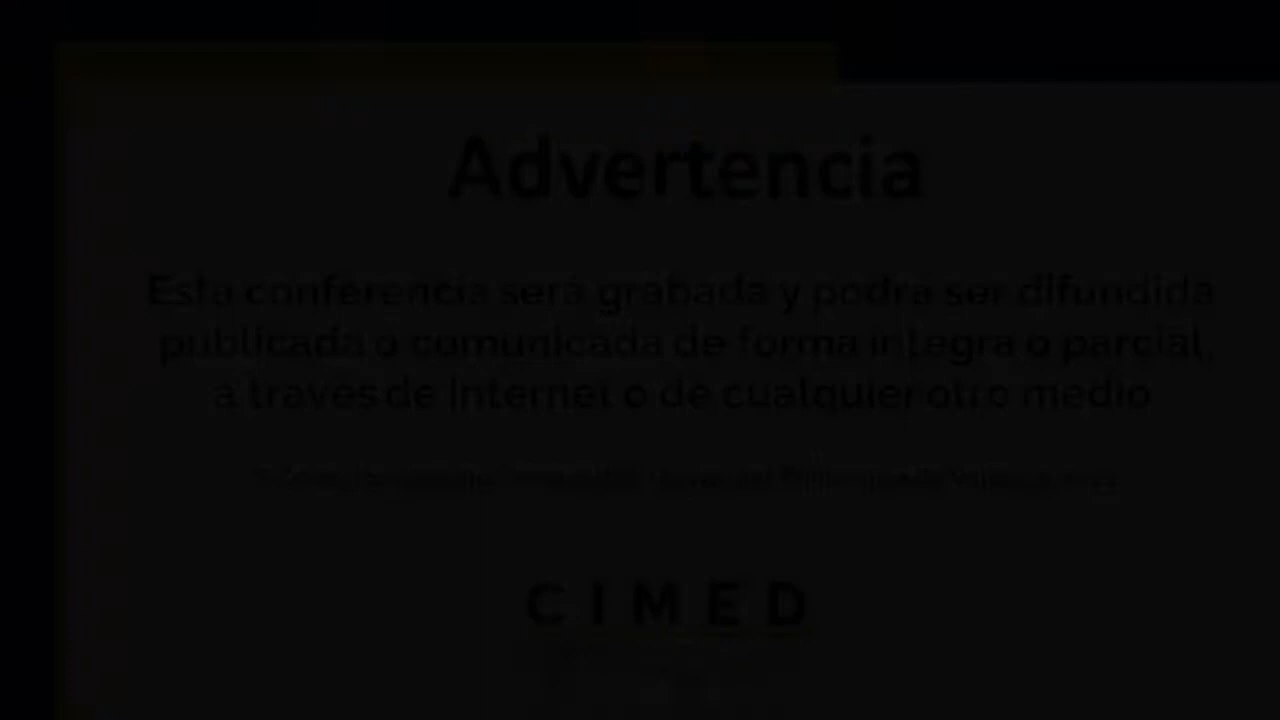 Advertencia
Esta conferencia será grabada y podrá ser difundida
publicada o comunicada de forma íntegra o parcial,
a través de Internet o de cualquier otro medio
CIMED